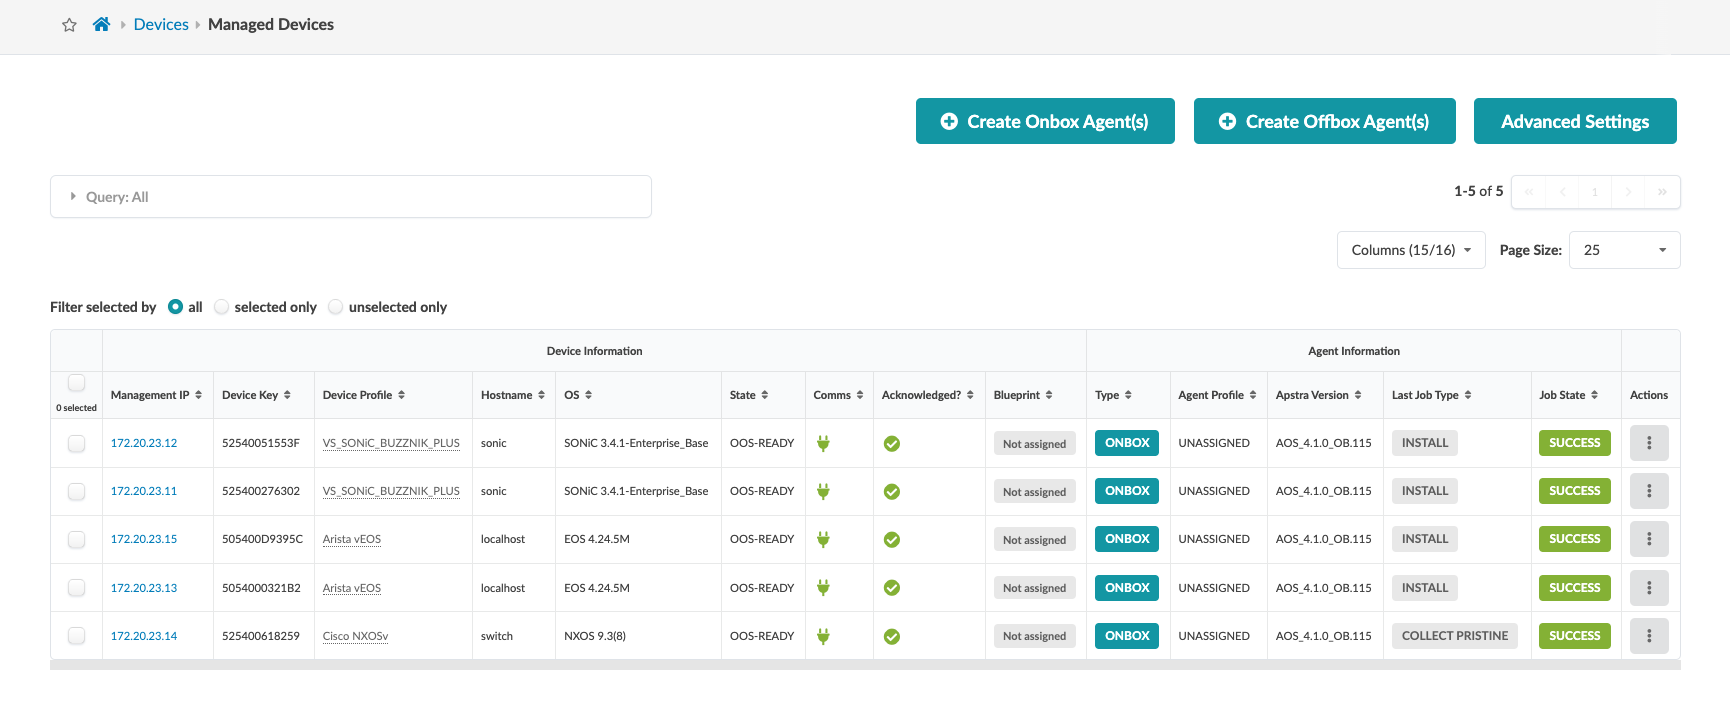 Devices Managed Devices
Create Onbox Agent(s) Create Offbox Agent(s) Advanced Settings
Query: All
1-5 of 5 « ‹ 1 › »
Columns (15/16) Page Size: 25
Filter selected by all selected only unselected only
Device Information Agent Information
0 selected Management IP Device Key Device Profile Hostname OS State Comms Acknowledged? Blueprint Type Agent Profile Apstra Version Last Job Type Job State Actions
172.20.23.12 52540051553F VS_SONiC_BUZZNIK_PLUS sonic SONiC 3.4.1-Enterprise_Base OOS-READY Not assigned ONBOX UNASSIGNED AOS_4.1.0_OB.115 INSTALL SUCCESS
172.20.23.11 525400276302 VS_SONiC_BUZZNIK_PLUS sonic SONiC 3.4.1-Enterprise_Base OOS-READY Not assigned ONBOX UNASSIGNED AOS_4.1.0_OB.115 INSTALL SUCCESS
172.20.23.15 505400D9395C Arista vEOS localhost EOS 4.24.5M OOS-READY Not assigned ONBOX UNASSIGNED AOS_4.1.0_OB.115 INSTALL SUCCESS
172.20.23.13 5054000321B2 Arista vEOS localhost EOS 4.24.5M OOS-READY Not assigned ONBOX UNASSIGNED AOS_4.1.0_OB.115 INSTALL SUCCESS
172.20.23.14 525400618259 Cisco NXOSv switch NXOS 9.3(8) OOS-READY Not assigned ONBOX UNASSIGNED AOS_4.1.0_OB.115 COLLECT PRISTINE SUCCESS